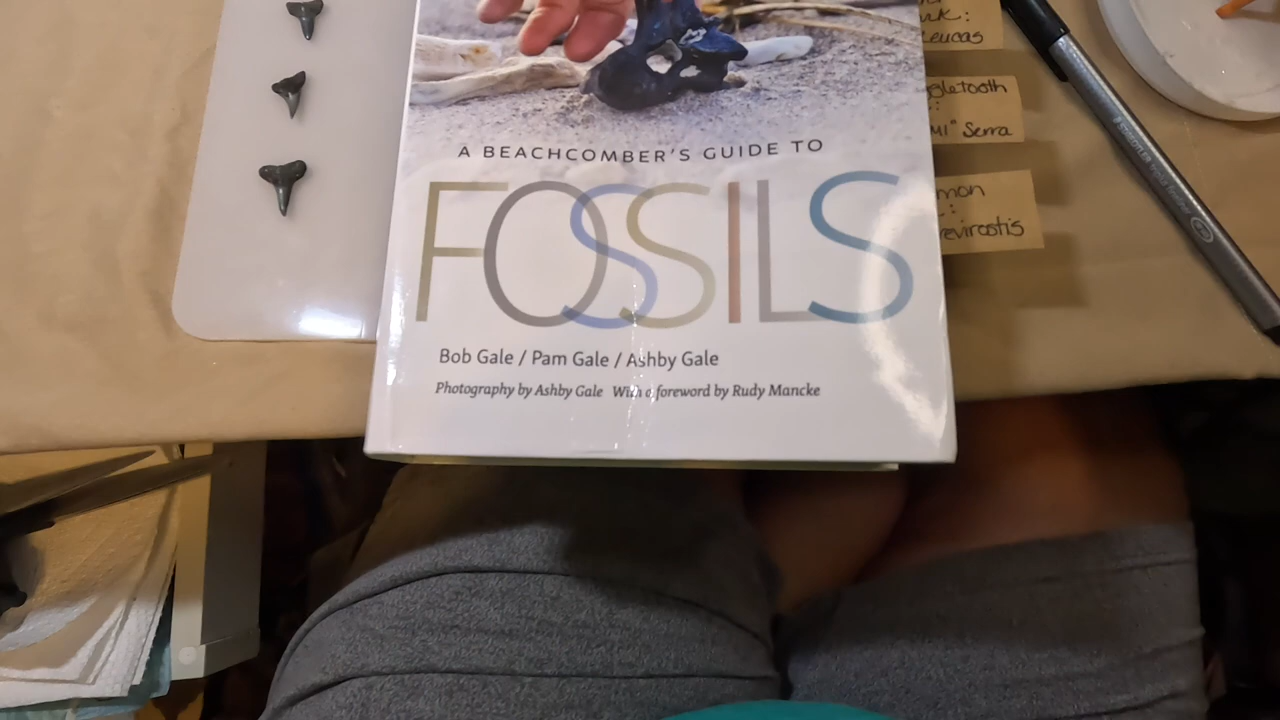 A BEACHCOMBER'S GUIDE TO
FOSSILS
Bob Gale / Pam Gale / Ashby Gale
Photography by Ashby Gale With a foreword by Rudy Mancke
Leucas
gletooth
"MI" Serra
mon
revirostis
STAEDTLER